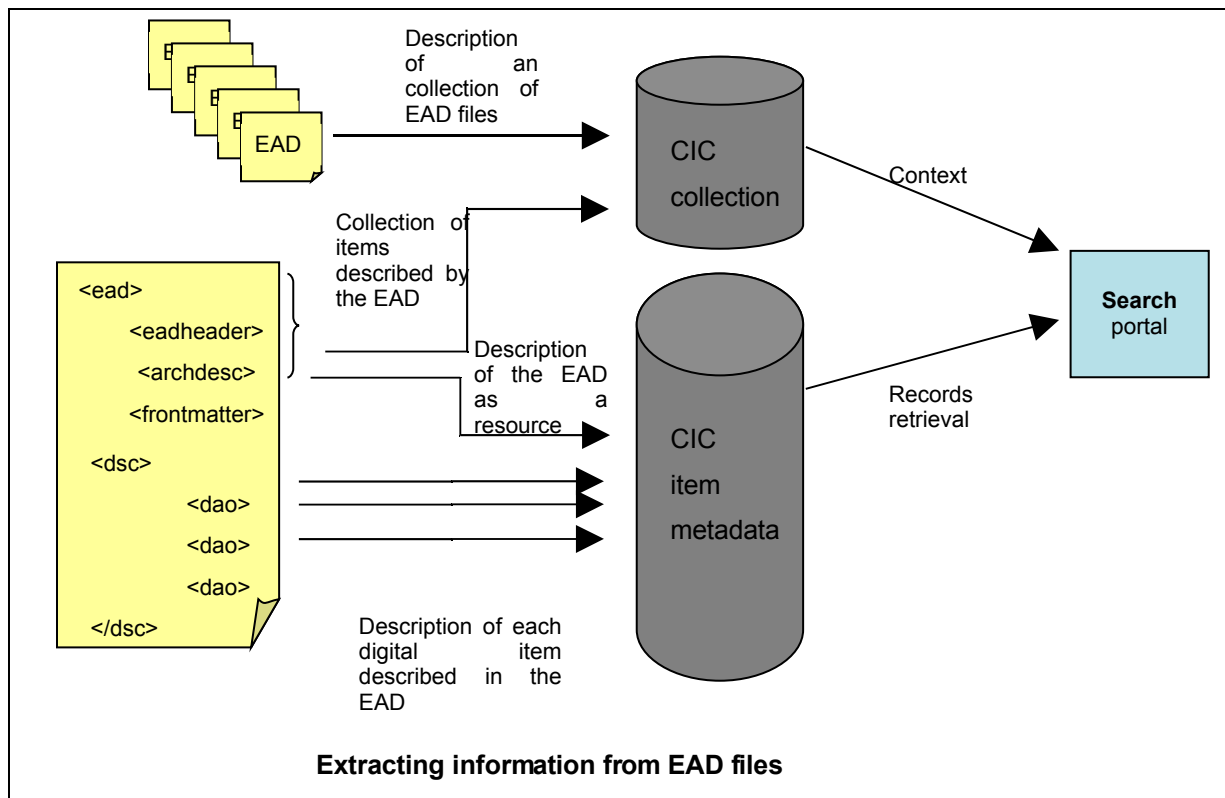 E
E
E
E
EAD
Description
of an
collection of
EAD files
CIC
collection
Context
Collection of
items
described by
the EAD
<ead>
<eadheader>
<archdesc>
<frontmatter>
<dsc>
<dao>
<dao>
<dao>
</dsc>
Description
of the EAD
as a
resource
CIC
item
metadata
Search
portal
Records
retrieval
Description of each
digital item
described in the
EAD
Extracting information from EAD files